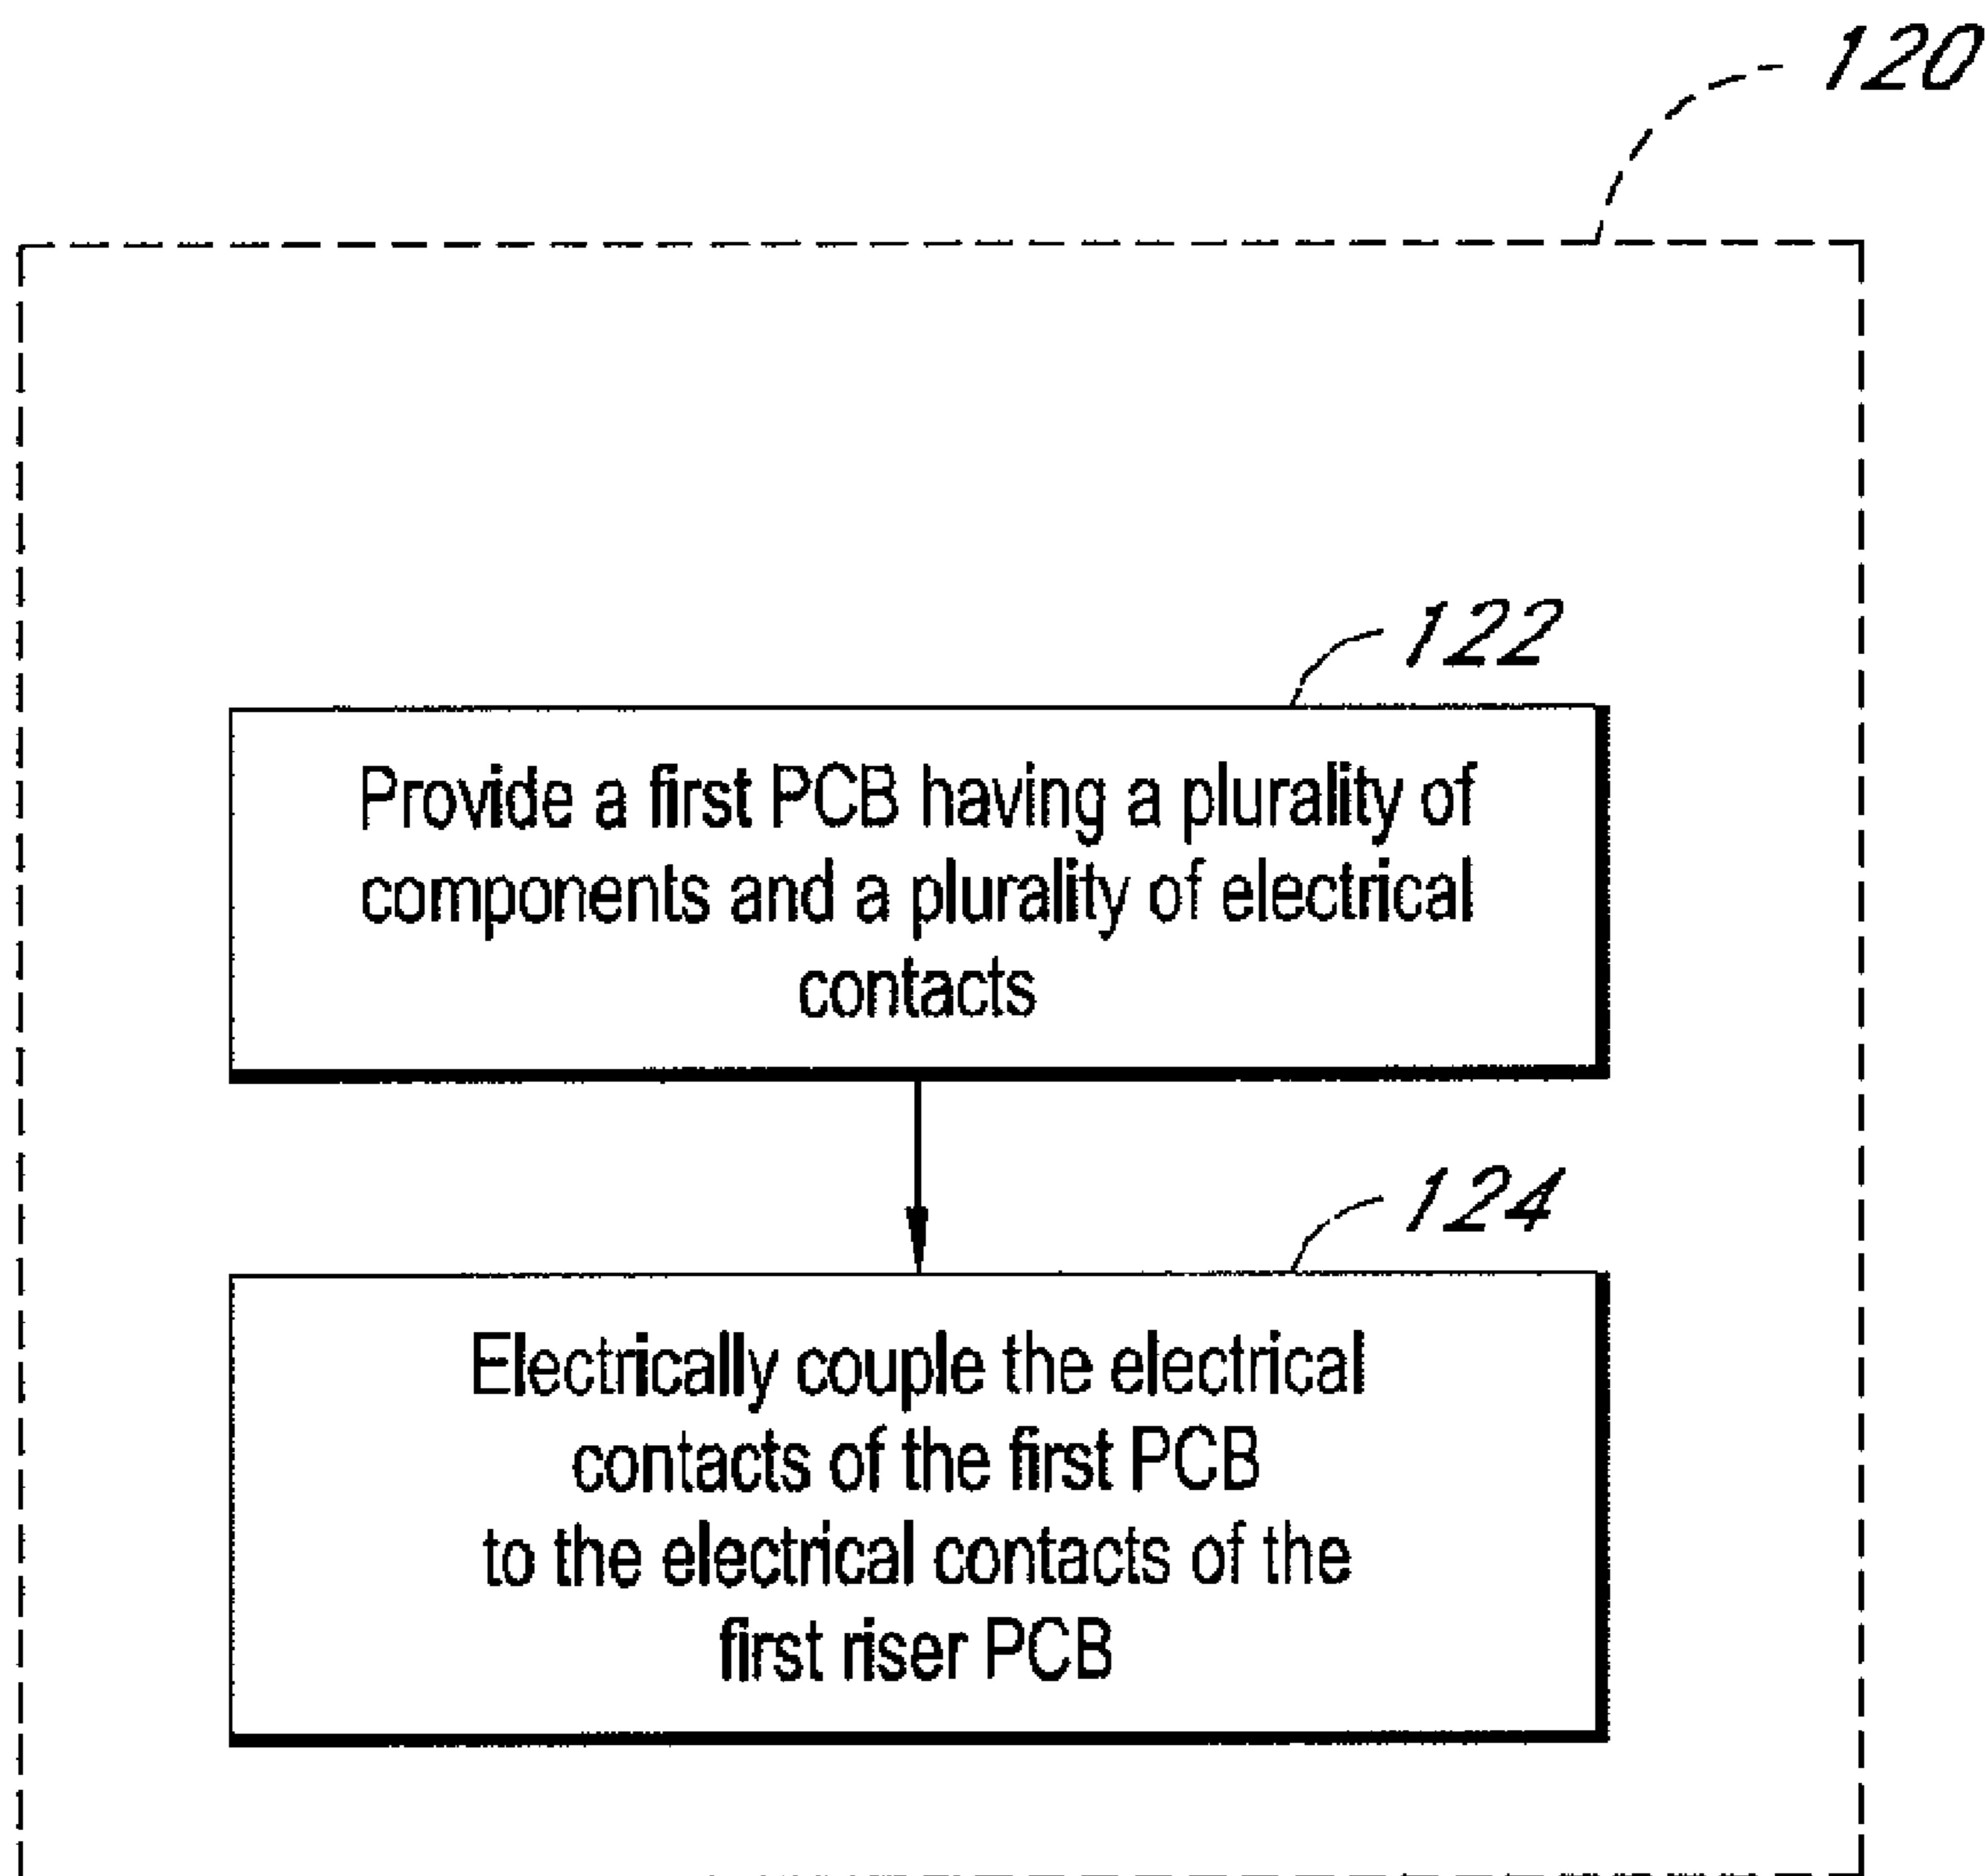 120
122
Provide a first PCB having a plurality of
components and a plurality of electrical
contacts
124
Electrically couple the electrical
contacts of the first PCB
to the electrical contacts of the
first riser PCB